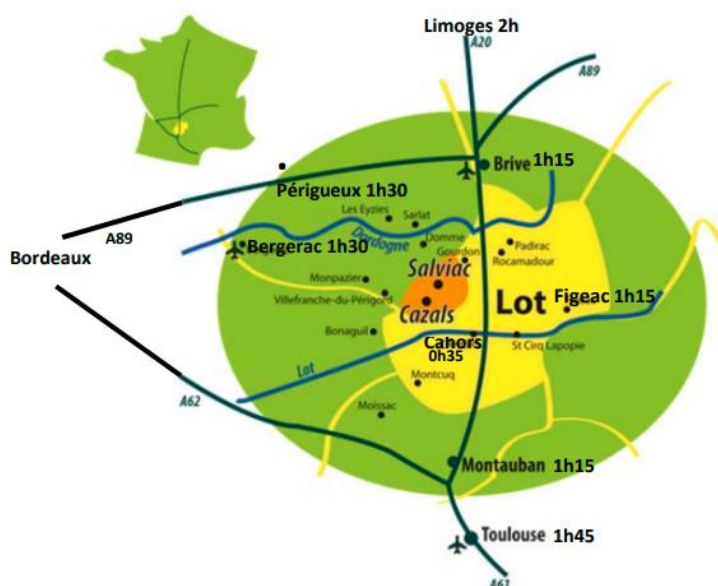 Limoges 2h
A20
A89
Brive 1h15
Périgueux 1h30
Les Eyzies
Sarlat
A89
Bordeaux
Bergerac 1h30
Dordogne
Domme
Gourdon
Padirac
Rocamadour
Salviac
Monpazier
Villefranche-du-Périgord
Cazals
Lot
Figeac 1h15
Bonaguil
Cahors
0h35
St Cirq Lapopie
Lot
Montcuq
A62
Moissac
Montauban 1h15
Toulouse 1h45
A61